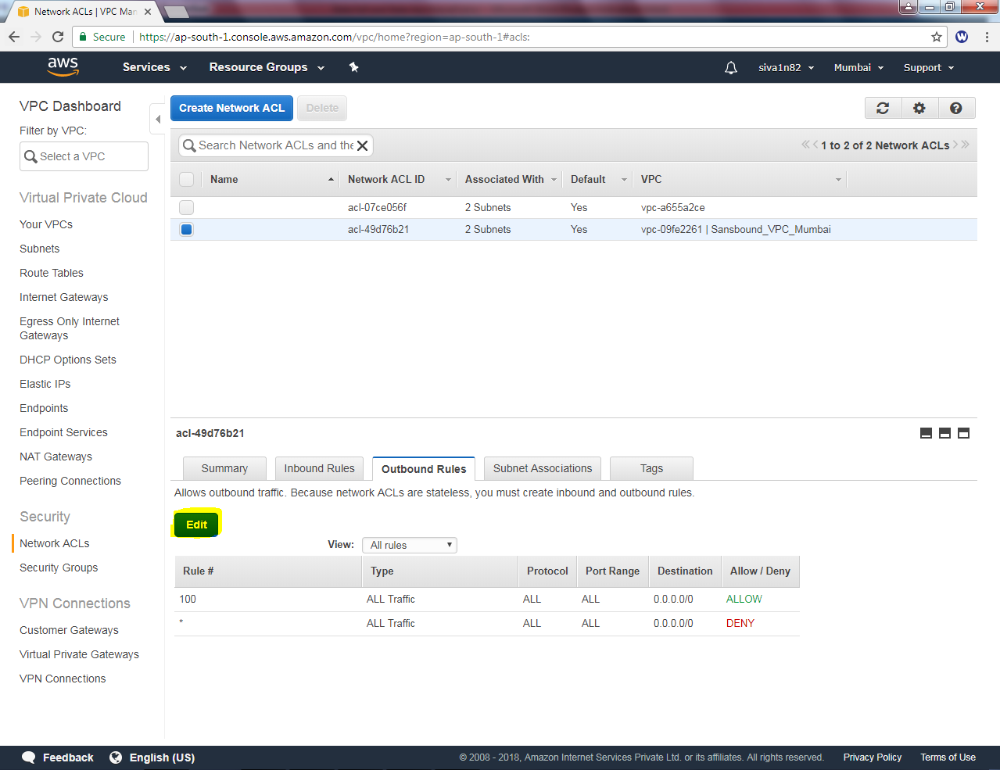 Network ACLs | VPC Man
Secure https://ap-south-1.console.aws.amazon.com/vpc/home?region=ap-south-1#acls:
W
aws Services Resource Groups siva1n82 Mumbai Support
VPC Dashboard
Filter by VPC:
Select a VPC
Virtual Private Cloud
Your VPCs
Subnets
Route Tables
Internet Gateways
Egress Only Internet
Gateways
DHCP Options Sets
Elastic IPs
Endpoints
Endpoint Services
NAT Gateways
Peering Connections
Security
Network ACLs
Security Groups
VPN Connections
Customer Gateways
Virtual Private Gateways
VPN Connections
Create Network ACL Delete
Search Network ACLs and the
1 to 2 of 2 Network ACLs
Name Network ACL ID Associated With Default VPC
acl-07ce056f 2 Subnets Yes vpc-a655a2ce
acl-49d76b21 2 Subnets Yes vpc-09fe2261 | Sansbound_VPC_Mumbai
acl-49d76b21
Summary Inbound Rules Outbound Rules Subnet Associations Tags
Allows outbound traffic. Because network ACLs are stateless, you must create inbound and outbound rules.
Edit
View: All rules
Rule # Type Protocol Port Range Destination Allow / Deny
100 ALL Traffic ALL ALL 0.0.0.0/0 ALLOW
* ALL Traffic ALL ALL 0.0.0.0/0 DENY
Feedback English (US) © 2008 - 2018, Amazon Internet Services Private Ltd. or its affiliates. All rights reserved. Privacy Policy Terms of Use